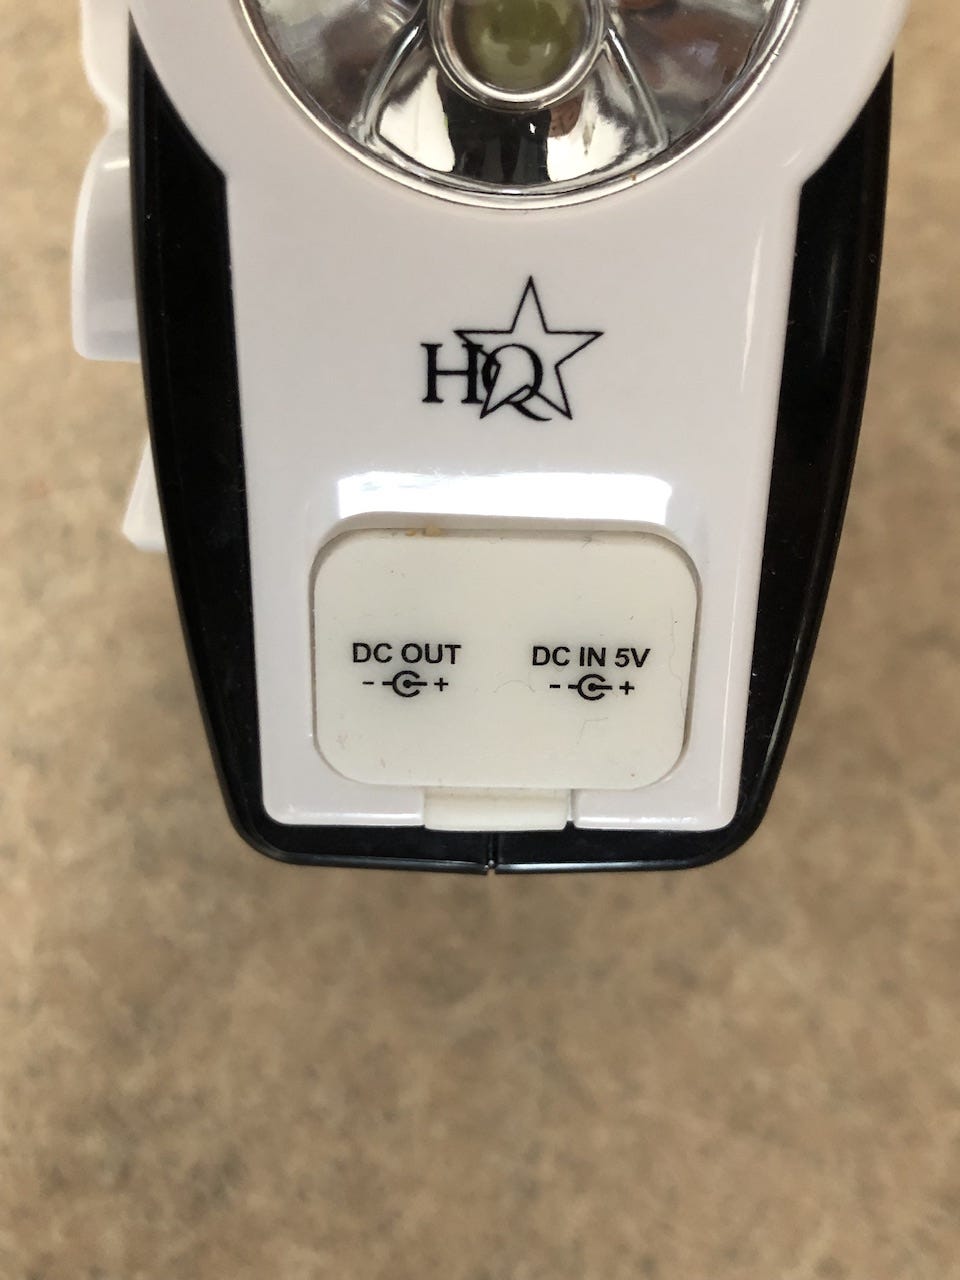 HQ
DC OUT
- +
DC IN 5V
- +